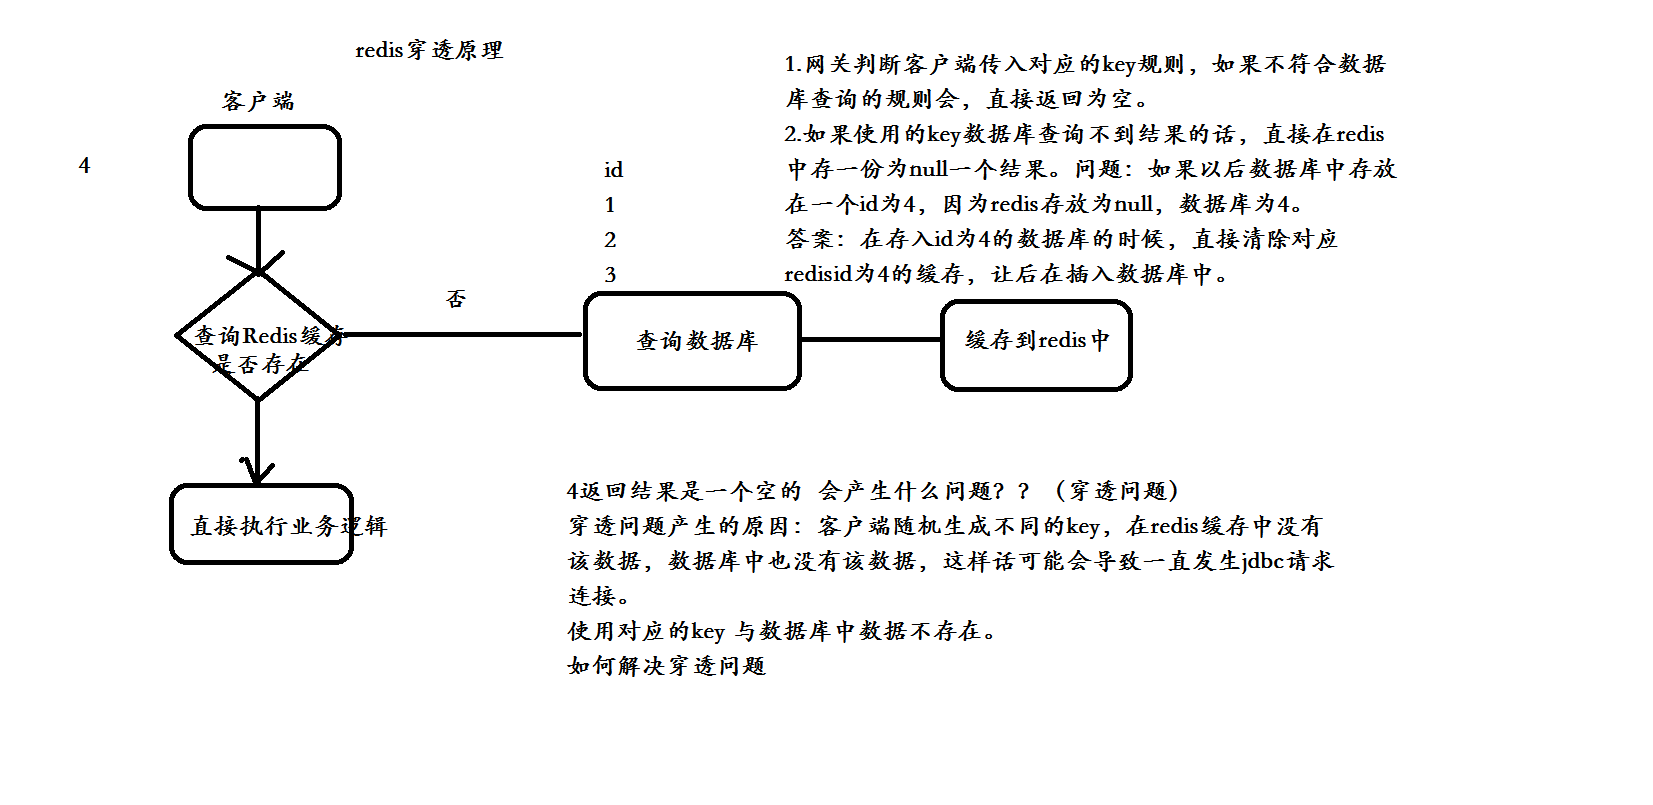 redis穿透原理
客户端
4
1.网关判断客户端传入对应的key规则，如果不符合数据
库查询的规则会，直接返回为空。
2.如果使用的key数据库查询不到结果的话，直接在redis
中存一份为null一个结果。问题：如果以后数据库中存放
在一个id为4，因为redis存放为null，数据库为4。
答案：在存入id为4的数据库的时候，直接清除对应
redisid为4的缓存，让后在插入数据库中。
id
1
2
3
否
查询Redis缓存
是否存在
查询数据库
缓存到redis中
直接执行业务逻辑
4返回结果是一个空的 会产生什么问题？？（穿透问题）
穿透问题产生的原因：客户端随机生成不同的key，在redis缓存中没有
该数据，数据库中也没有该数据，这样话可能会导致一直发生jdbc请求
连接。
使用对应的key 与数据库中数据不存在。
如何解决穿透问题